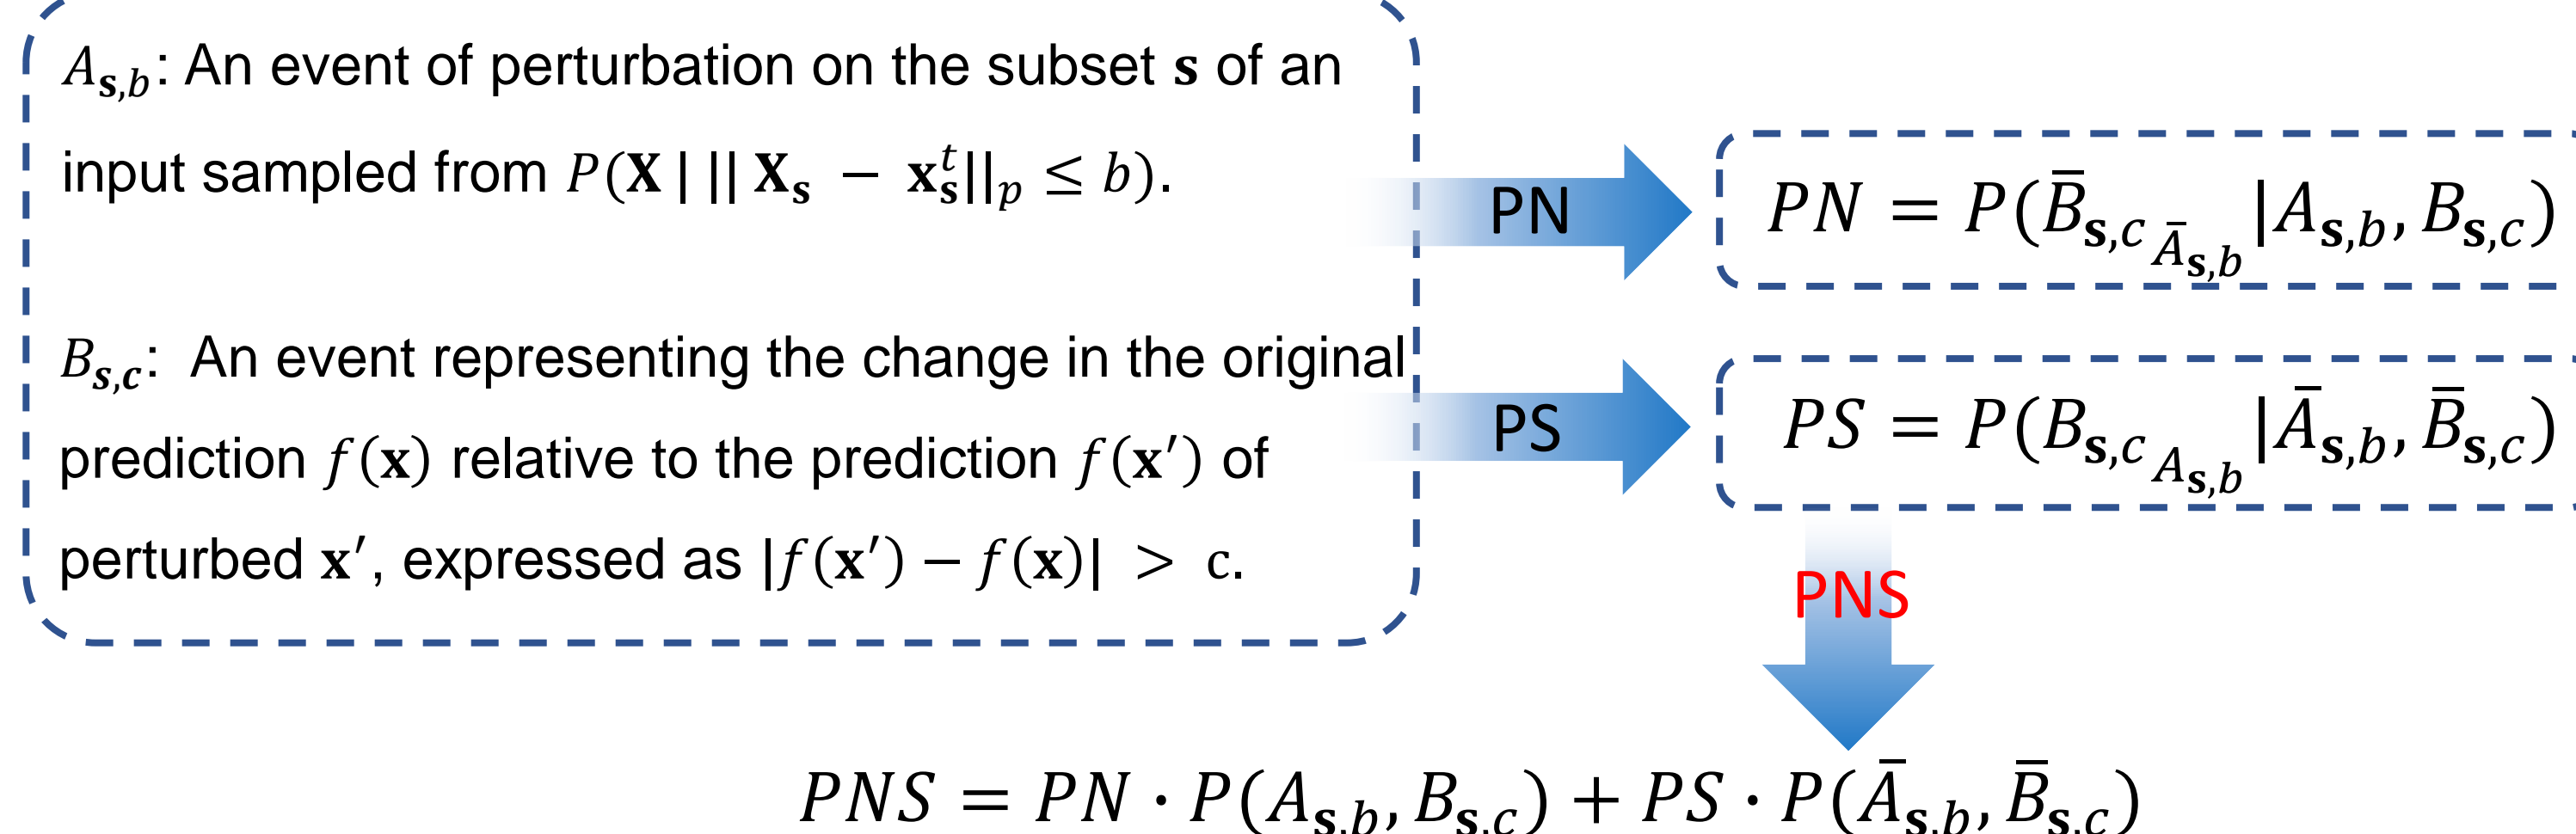 A_{s,b}: An event of perturbation on the subset s of an
input sampled from P(X | || X_s − x_s^t||_p ≤ b).
B_{s,c}: An event representing the change in the original
prediction f(x) relative to the prediction f(x′) of
perturbed x′, expressed as |f(x′) − f(x)| > c.
PN
PN = P(B̄_{s,c}_{Ā_{s,b}} |A_{s,b}, B_{s,c})
PS
PS = P(B_{s,c}_{A_{s,b}} |Ā_{s,b}, B̄_{s,c})
PNS
PNS = PN · P(A_{s,b}, B_{s,c}) + PS · P(Ā_{s,b}, B̄_{s,c})